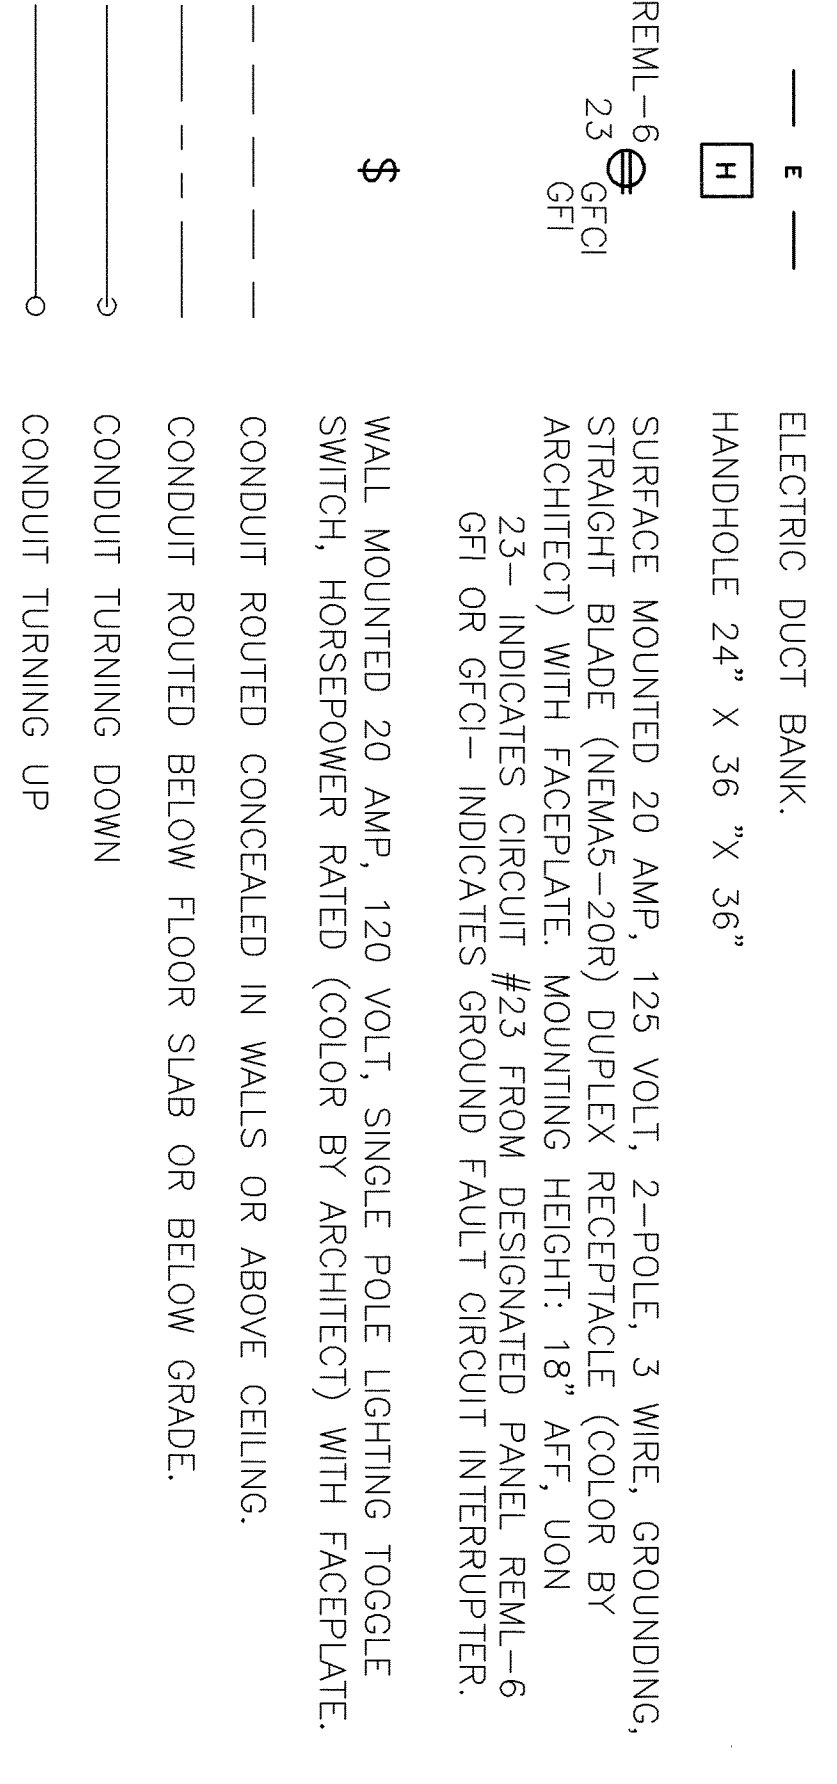 — E — ELECTRIC DUCT BANK.
H HANDHOLE 24" X 36 "X 36"
REML-6 SURFACE MOUNTED 20 AMP, 125 VOLT, 2-POLE, 3 WIRE, GROUNDING,
23 GFCI STRAIGHT BLADE (NEMA5-20R) DUPLEX RECEPTACLE (COLOR BY
GFI ARCHITECT) WITH FACEPLATE. MOUNTING HEIGHT: 18" AFF, UON
23- INDICATES CIRCUIT #23 FROM DESIGNATED PANEL REML-6
GFI OR GFCI- INDICATES GROUND FAULT CIRCUIT INTERRUPTER.
$ WALL MOUNTED 20 AMP, 120 VOLT, SINGLE POLE LIGHTING TOGGLE
SWITCH, HORSEPOWER RATED (COLOR BY ARCHITECT) WITH FACEPLATE.
CONDUIT ROUTED CONCEALED IN WALLS OR ABOVE CEILING.
CONDUIT ROUTED BELOW FLOOR SLAB OR BELOW GRADE.
CONDUIT TURNING DOWN
CONDUIT TURNING UP